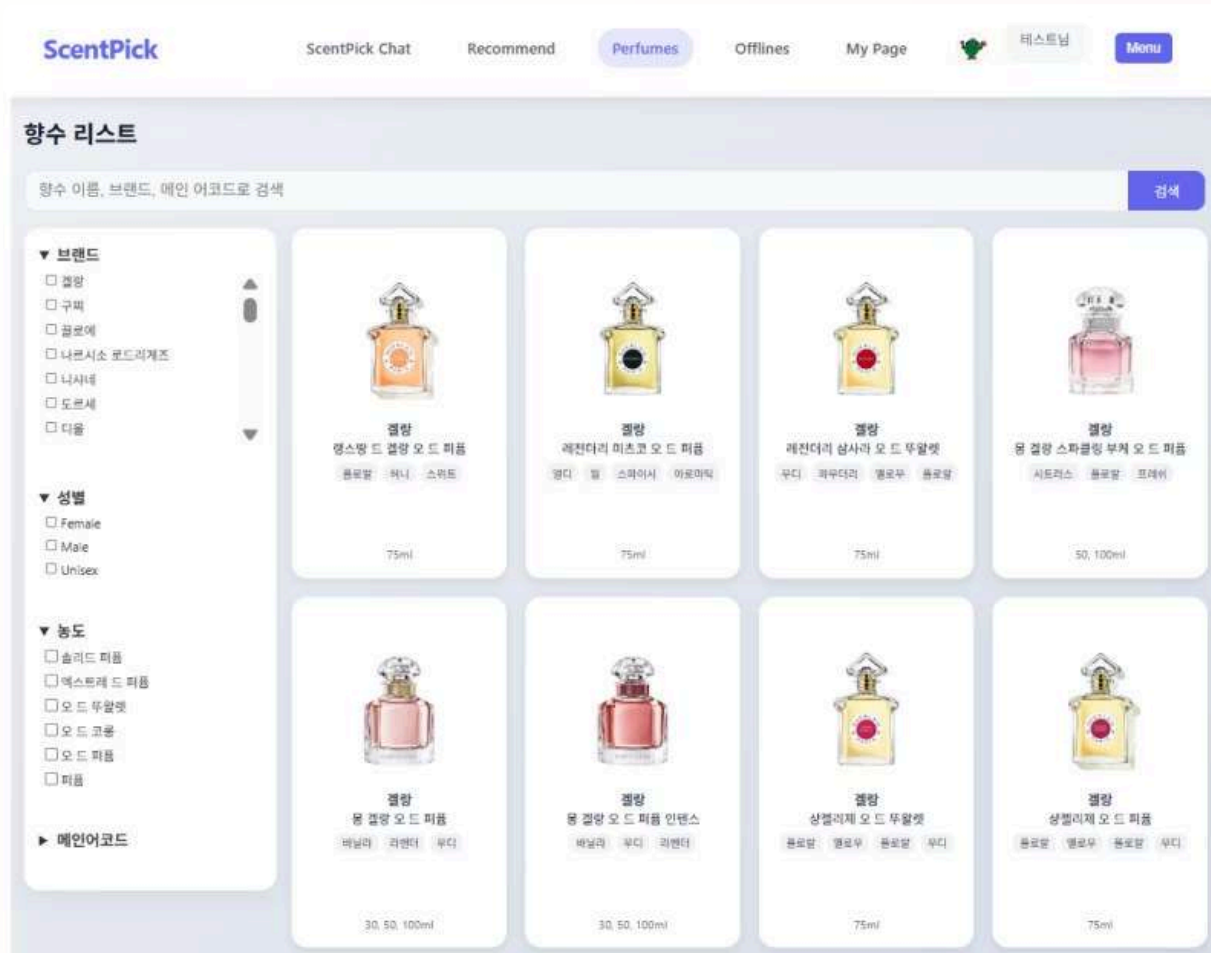 ScentPick
ScentPick Chat
Recommend
Perfumes
Offlines
My Page
테스트님
Menu
향수 리스트
향수 이름, 브랜드, 메인 어코드로 검색
검색
▼ 브랜드
겔랑
구찌
끌로에
나르시소 로드리게즈
니샤네
도르세
디올
▼ 성별
Female
Male
Unisex
▼ 농도
솔리드 퍼퓸
엑스트레 드 퍼퓸
오 드 뚜왈렛
오 드 코롱
오 드 퍼퓸
퍼퓸
▶ 메인어코드
겔랑
랭스땅 드 겔랑 오 드 퍼퓸
플로랄 허니 스위트
75ml
겔랑
레전더리 미츠코 오 드 퍼퓸
스파이시 아로마틱
75ml
겔랑
레전더리 삼사라 오 드 뚜왈렛
우디 파우더리 옐로우 플로랄
75ml
겔랑
몽 겔랑 스파클링 부케 오 드 퍼퓸
시트러스 플로랄 프레쉬
50, 100ml
겔랑
몽 겔랑 오 드 퍼퓸
바닐라 라벤더 우디
30, 50, 100ml
겔랑
몽 겔랑 오 드 퍼퓸 인텐스
바닐라 우디 라벤더
30, 50, 100ml
겔랑
샹젤리제 오 드 뚜왈렛
플로랄 옐로우 플로랄 우디
75ml
겔랑
샹젤리제 오 드 퍼퓸
플로랄 옐로우 플로랄 우디
75ml